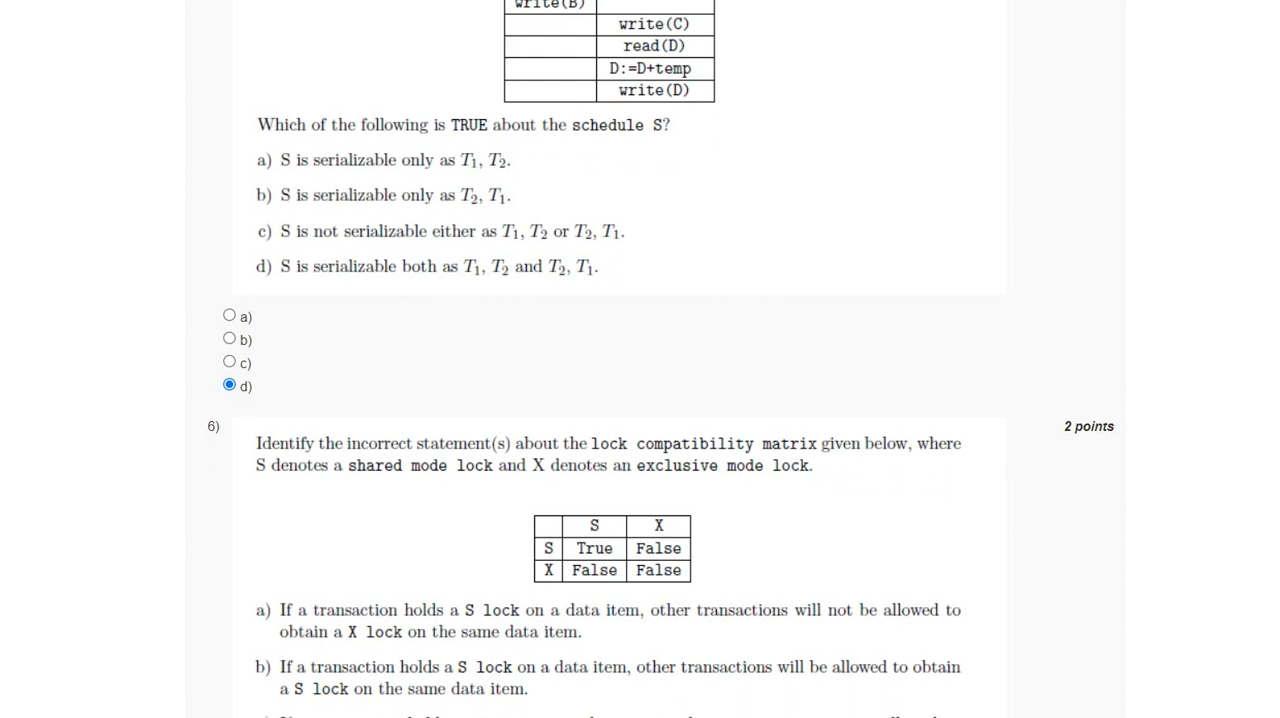 write(B)
write(C)
read(D)
D:=D+temp
write(D)
Which of the following is TRUE about the schedule S?
a) S is serializable only as T1, T2.
b) S is serializable only as T2, T1.
c) S is not serializable either as T1, T2 or T2, T1.
d) S is serializable both as T1, T2 and T2, T1.
a)
b)
c)
d)
6) 2 points
Identify the incorrect statement(s) about the lock compatibility matrix given below, where
S denotes a shared mode lock and X denotes an exclusive mode lock.
S X
S True False
X False False
a) If a transaction holds a S lock on a data item, other transactions will not be allowed to
obtain a X lock on the same data item.
b) If a transaction holds a S lock on a data item, other transactions will be allowed to obtain
a S lock on the same data item.